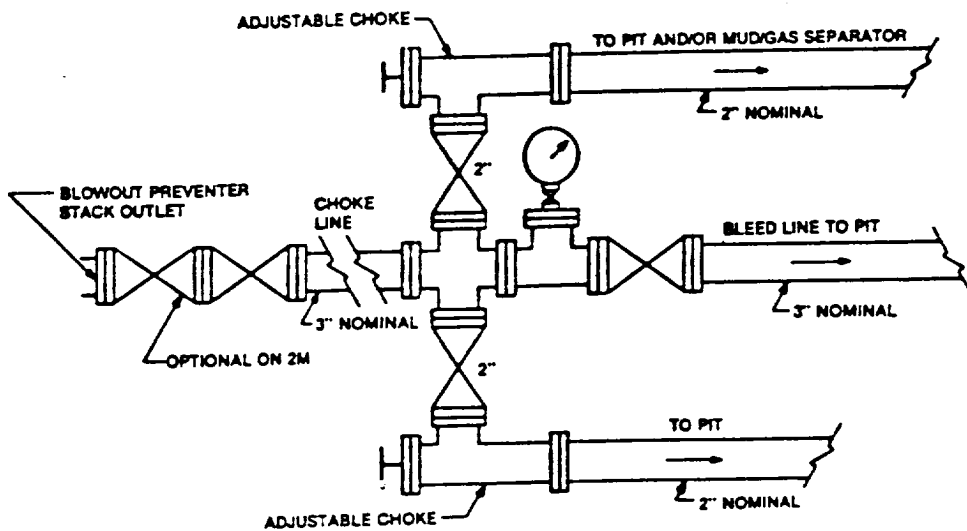 ADJUSTABLE CHOKE
TO PIT AND/OR MUD/GAS SEPARATOR
2" NOMINAL
2"
BLOWOUT PREVENTER
STACK OUTLET
CHOKE
LINE
BLEED LINE TO PIT
3" NOMINAL
3" NOMINAL
OPTIONAL ON 2M
2"
TO PIT
2" NOMINAL
ADJUSTABLE CHOKE